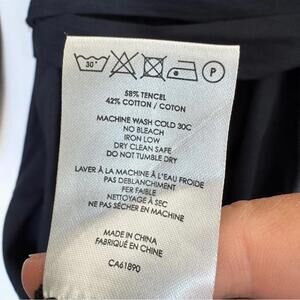 30°
P
58% TENCEL
42% COTTON / COTON
MACHINE WASH COLD 30C
NO BLEACH
IRON LOW
DRY CLEAN SAFE
DO NOT TUMBLE DRY
LAVER À LA MACHINE À L'EAU FROIDE
PAS DEBLANCHIMENT
FER FAIBLE
NETTOYAGE À SEC
NE PAS SÉCHER EN MACHINE
MADE IN CHINA
FABRIQUÉ EN CHINE
CA61890